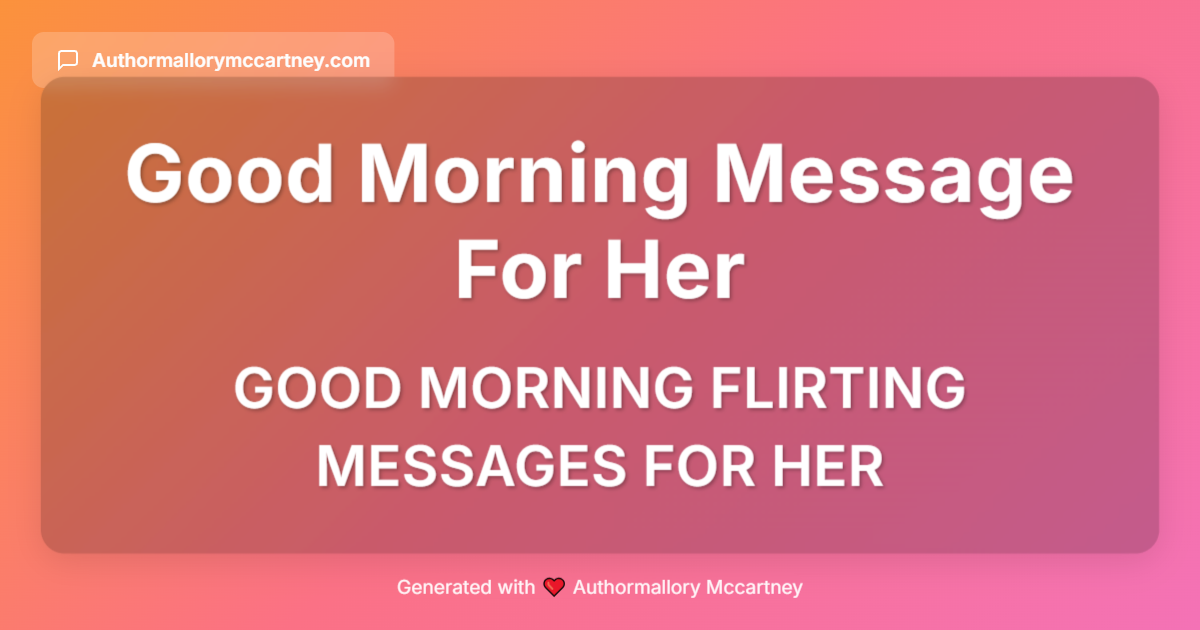 Authormallorymccartney.com
Good Morning Message
For Her
GOOD MORNING FLIRTING
MESSAGES FOR HER
Generated with ❤️ Authormallory Mccartney